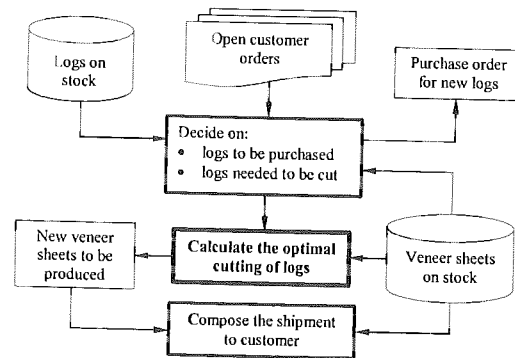 Open customer
orders
Logs on
stock
Purchase order
for new logs
Decide on:
• logs to be purchased
• logs needed to be cut
New veneer
sheets to be
produced
Calculate the optimal
cutting of logs
Veneer sheets
on stock
Compose the shipment
to customer